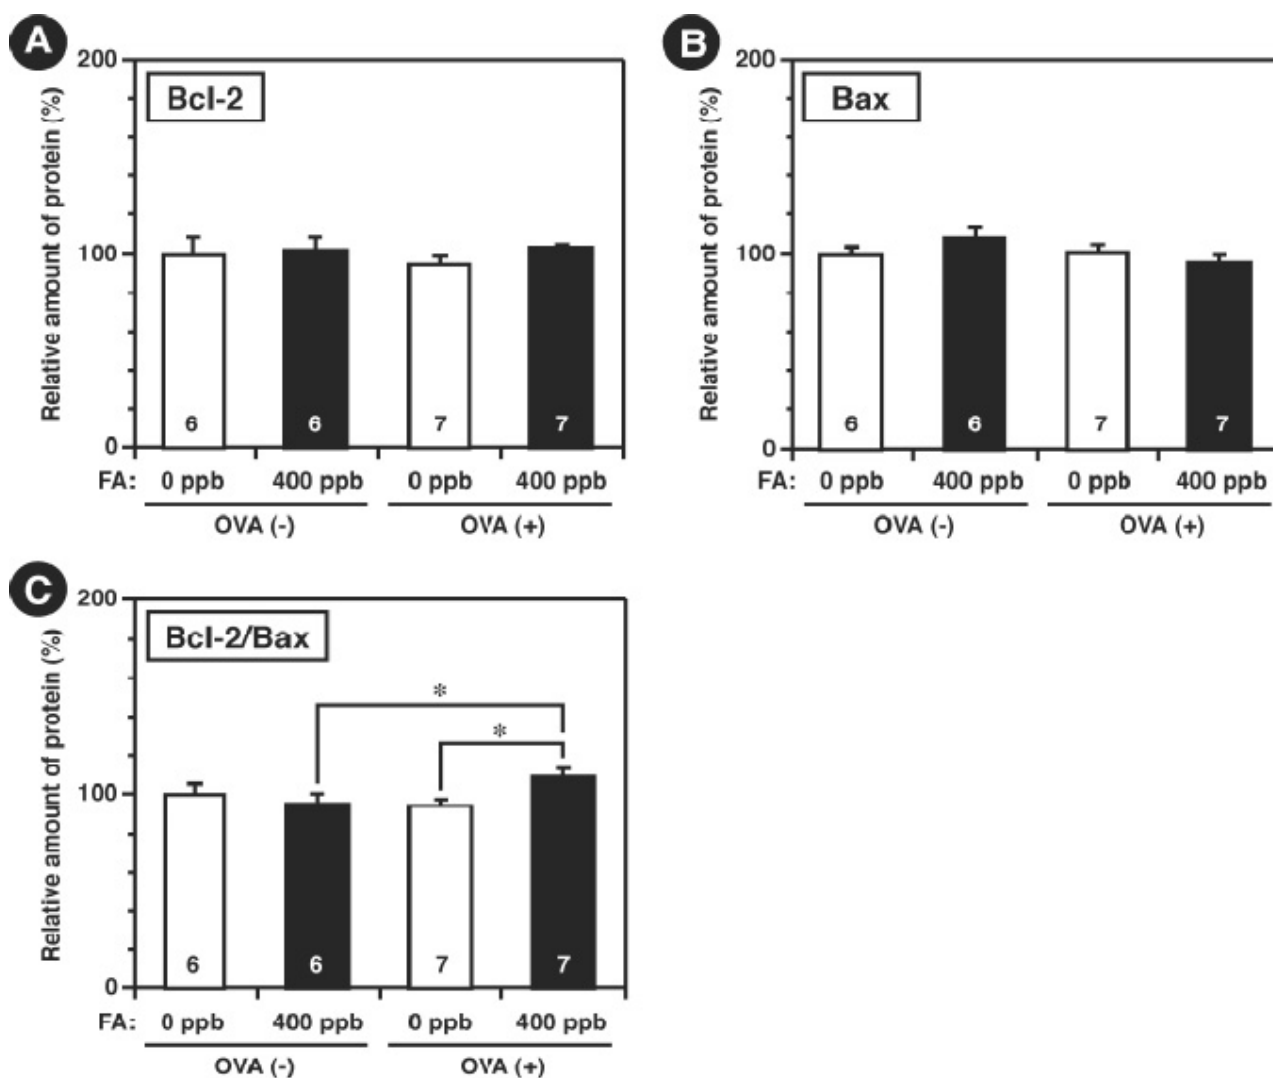 A
200
Bcl-2
Relative amount of protein (%)
100
6 6 7 7
0
FA: 0 ppb 400 ppb 0 ppb 400 ppb
OVA (-) OVA (+)
B
200
Bax
Relative amount of protein (%)
100
6 6 7 7
0
FA: 0 ppb 400 ppb 0 ppb 400 ppb
OVA (-) OVA (+)
C
200
Bcl-2/Bax
Relative amount of protein (%)
*
*
100
6 6 7 7
0
FA: 0 ppb 400 ppb 0 ppb 400 ppb
OVA (-) OVA (+)